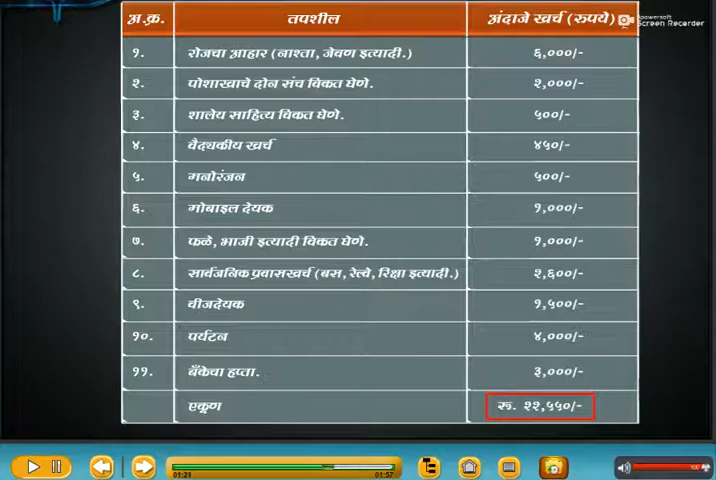 अ.क्र. तपशील अंदाजे खर्च (रुपये)
१. रोजचा आहार (नाश्ता, जेवण इत्यादी.) ६,०००/-
२. पोशाखाचे दोन संच विकत घेणे. २,०००/-
३. शालेय साहित्य विकत घेणे. ५००/-
४. वैद्यकीय खर्च ४५०/-
५. मनोरंजन ५००/-
६. मोबाइल देयक १,०००/-
७. फळे, भाजी इत्यादी विकत घेणे. १,०००/-
८. सार्वजनिक प्रवासखर्च (बस, रेल्वे, रिक्षा इत्यादी.) २,६००/-
९. वीजदेयक १,५००/-
१०. पर्यटन ४,०००/-
११. बँकेचा हप्ता. ३,०००/-
एकूण रू. २२,५५०/-
Apowersoft
Screen Recorder
01:21 01:57
100